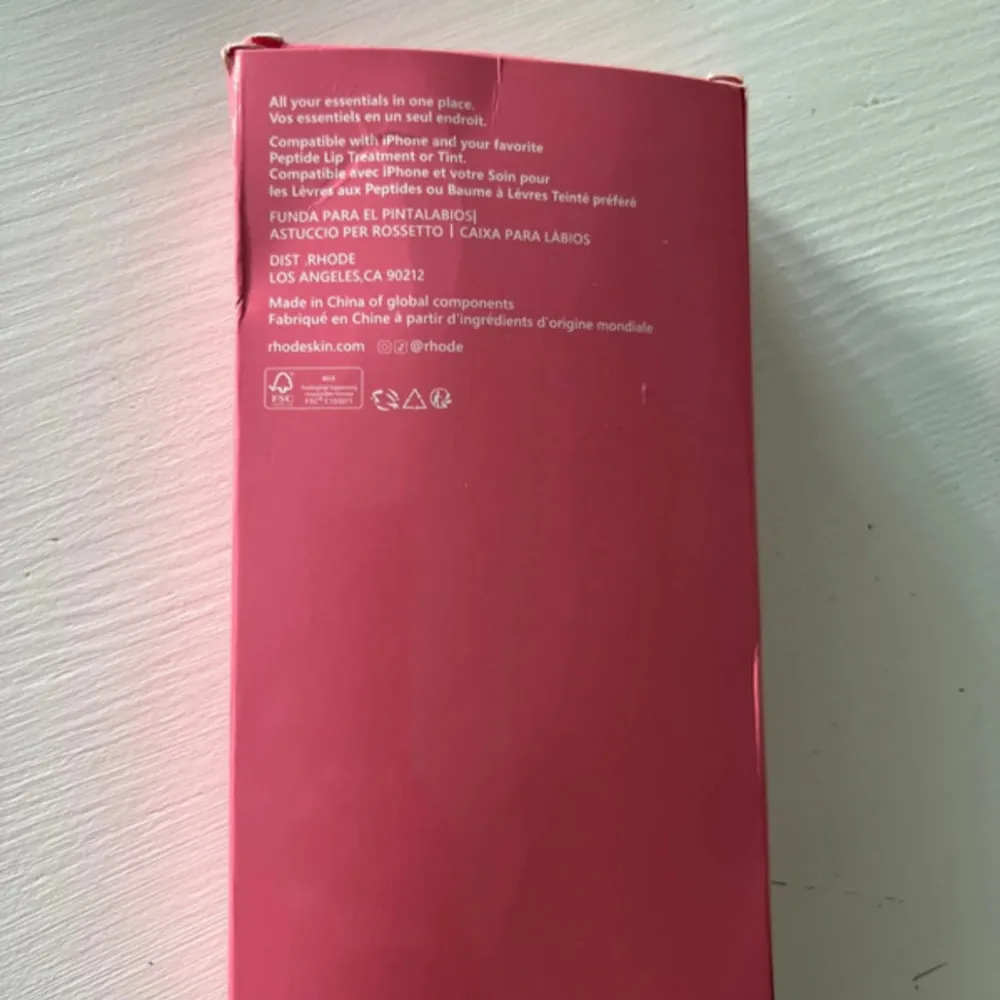 All your essentials in one place.
Vos essentiels en un seul endroit.
Compatible with iPhone and your favorite
Peptide Lip Treatment or Tint.
Compatible avec iPhone et votre Soin pour
les Lèvres aux Peptides ou Baume à Lèvres Teinté préféré
FUNDA PARA EL PINTALABIOS|
ASTUCCIO PER ROSSETTO | CAIXA PARA LÁBIOS
DIST .RHODE
LOS ANGELES,CA 90212
Made in China of global components
Fabriqué en Chine à partir d'ingrédients d'origine mondiale
rhodeskin.com @rhode
FSC
MIX